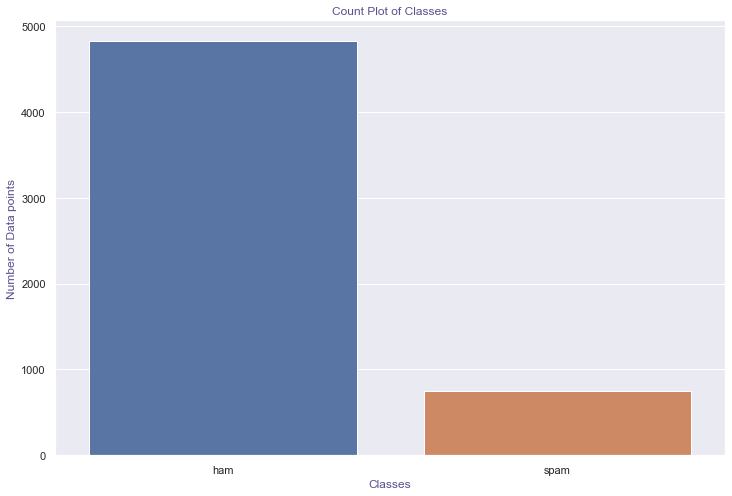 Count Plot of Classes
5000
4000
3000
2000
1000
0
Number of Data points
ham
spam
Classes